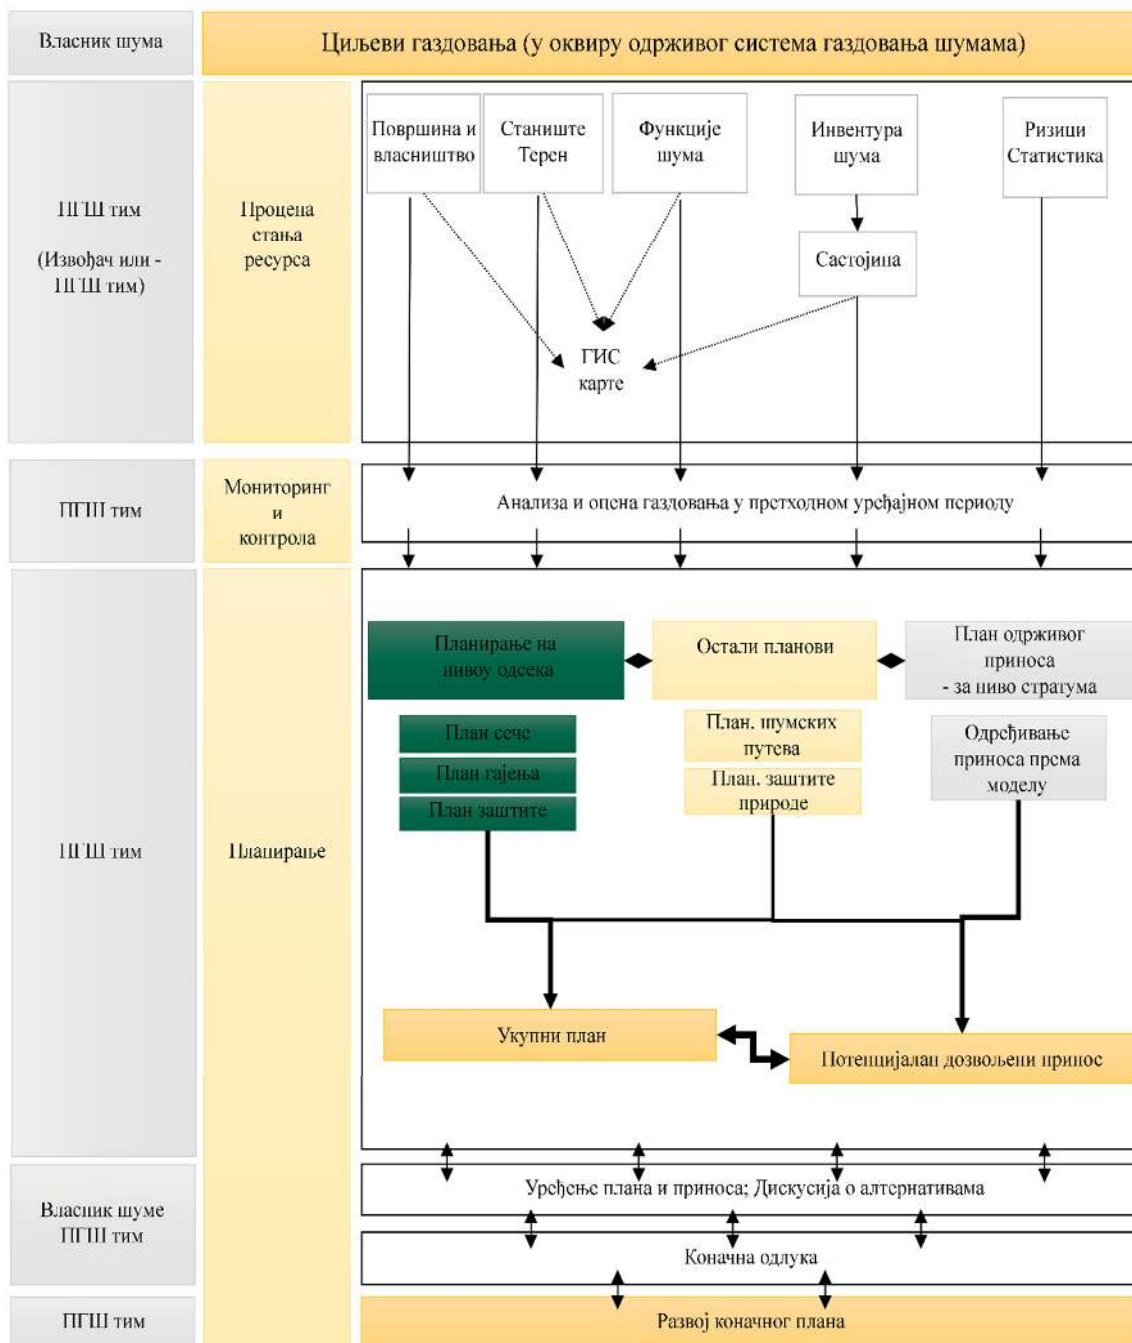 Власник шума
Циљеви газдовања (у оквиру одрживог система газдовања шумама)
ПГШ тим
(Извођач или -
ПГШ тим)
Процена
стања
ресурса
Површина и
власништво
Станиште
Терен
Функције
шума
Инвентура
шума
Ризици
Статистика
Састојина
ГИС
карте
ПГШ тим
Мониторинг
и
контрола
Анализа и оцена газдовања у претходном уређајном периоду
ПГШ тим
Планирање
Планирање на
нивоу одсека
Остали планови
План одрживог
приноса
- за ниво стратума
План сече
План гајења
План заштите
План. шумских
путева
План. заштите
природе
Одређивање
приноса према
моделу
Укупни план
Потенцијалан дозвољени принос
Власник шуме
ПГШ тим
Уређење плана и приноса; Дискусија о алтернативама
Коначна одлука
ПГШ тим
Развој коначног плана